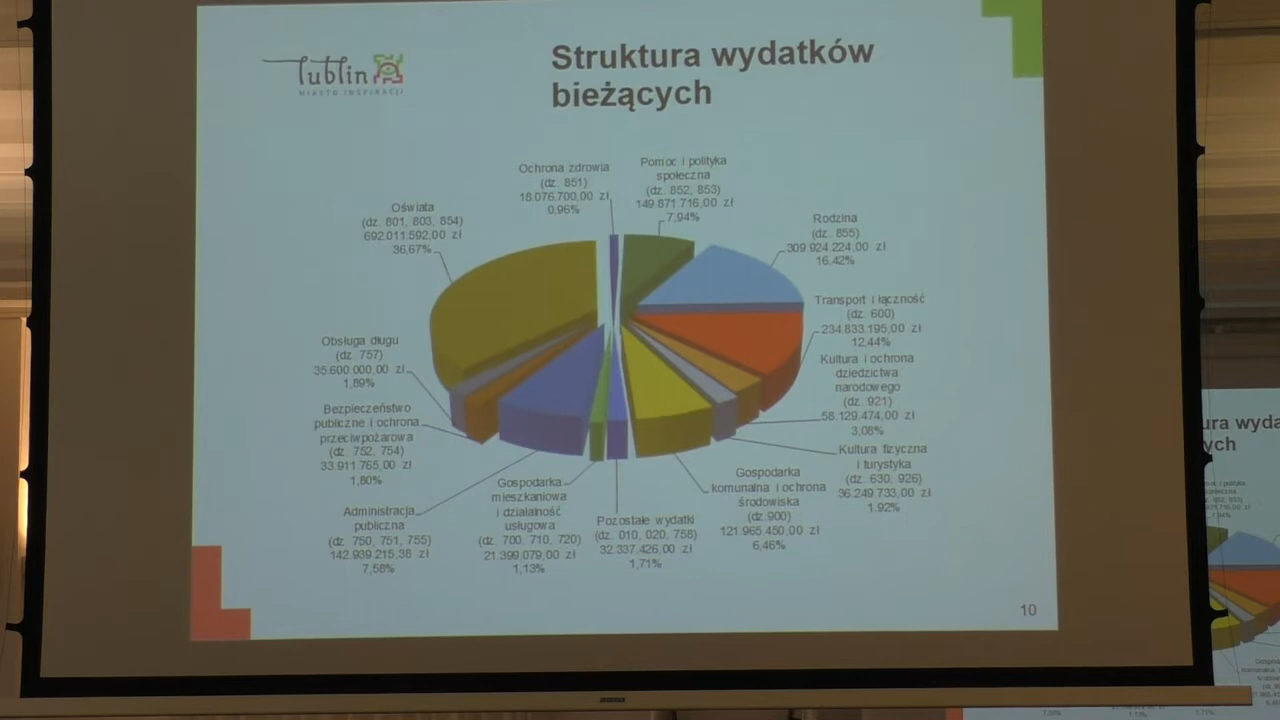 lublin
MIASTO INSPIRACJI
Struktura wydatków
bieżących
Ochrona zdrowia
(dz. 851)
18.076.700,00 zł
0,96%
Pomoc i polityka
społeczna
(dz. 852, 853)
149.871.716,00 zł
7,94%
Oświata
(dz. 801, 803, 854)
692.011.592,00 zł
36,67%
Rodzina
(dz. 855)
309.924.224,00 zł
16,42%
Transport i łączność
(dz. 600)
234.833.195,00 zł
12,44%
Kultura i ochrona
dziedzictwa
narodowego
(dz. 921)
58.129.474,00 zł
3,08%
Kultura fizyczna
i turystyka
(dz. 630, 926)
36.249.733,00 zł
1,92%
Obsługa długu
(dz. 757)
35.600.000,00 zł
1,89%
Bezpieczeństwo
publiczne i ochrona
przeciwpożarowa
(dz. 752, 754)
33.911.765,00 zł
1,80%
Administracja
publiczna
(dz. 750, 751, 755)
142.939.215,38 zł
7,58%
Gospodarka
mieszkaniowa
i działalność
usługowa
(dz. 700, 710, 720)
21.399.079,00 zł
1,13%
Pozostałe wydatki
(dz. 010, 020, 758)
32.337.426,00 zł
1,71%
Gospodarka
komunalna i ochrona
środowiska
(dz.900)
121.965.450,00 zł
6,46%
10
ura wyda
ych